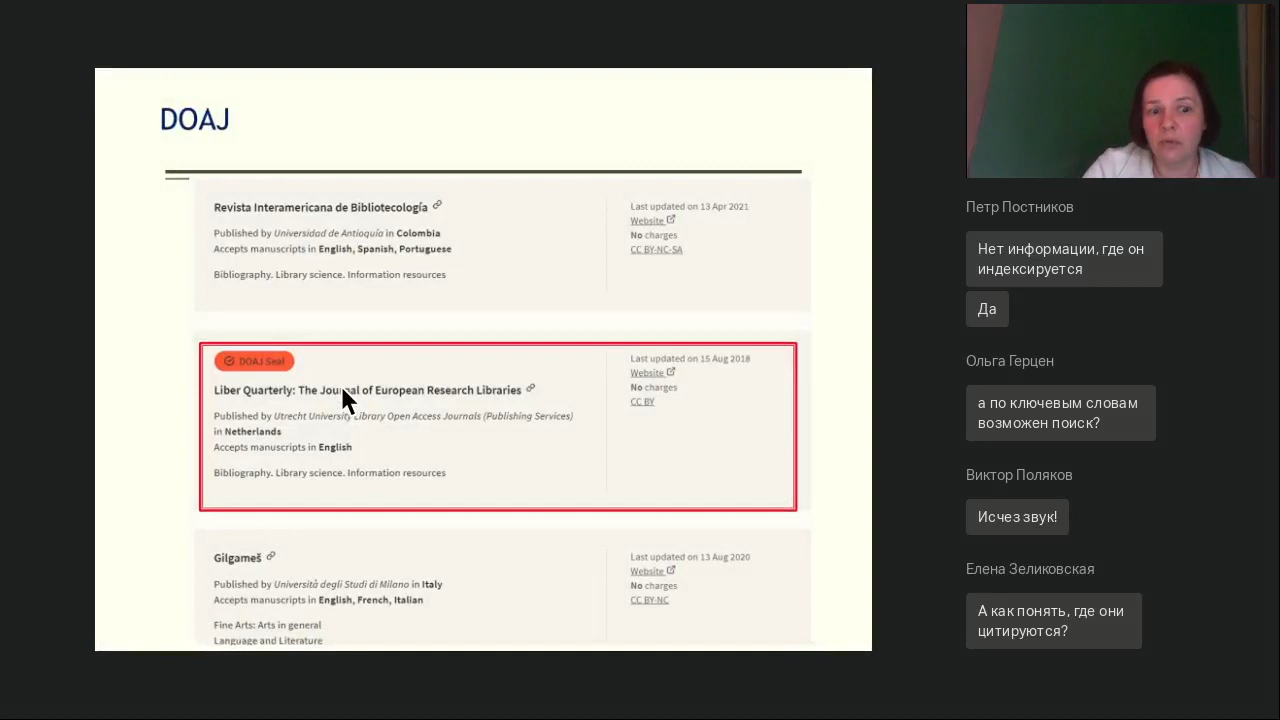 DOAJ
Revista Interamericana de Bibliotecología
Published by Universidad de Antioquia in Colombia
Accepts manuscripts in English, Spanish, Portuguese
Bibliography. Library science. Information resources
Last updated on 13 Apr 2021
Website
No charges
CC BY-NC-SA
DOAJ Seal
Liber Quarterly: The Journal of European Research Libraries
Published by Utrecht University Library Open Access Journals (Publishing Services)
in Netherlands
Accepts manuscripts in English
Bibliography. Library science. Information resources
Last updated on 15 Aug 2018
Website
No charges
CC BY
Gilgameš
Published by Università degli Studi di Milano in Italy
Accepts manuscripts in English, French, Italian
Fine Arts: Arts in general
Language and Literature
Last updated on 13 Aug 2020
Website
No charges
CC BY-NC
Петр Постников
Нет информации, где он
индексируется
Да
Ольга Герцен
а по ключевым словам
возможен поиск?
Виктор Поляков
Исчез звук!
Елена Зеликовская
А как понять, где они
цитируются?